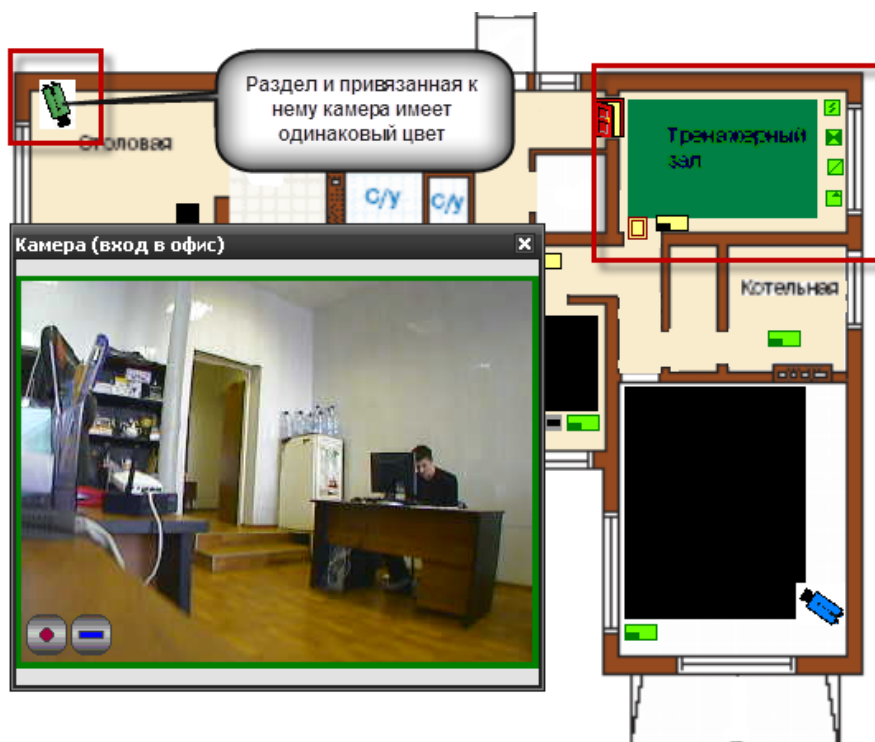 Раздел и привязанная к
нему камера имеет
одинаковый цвет
Столовая
Тренажерный
зал
С/у
С/у
Камера (вход в офис)
Котельная